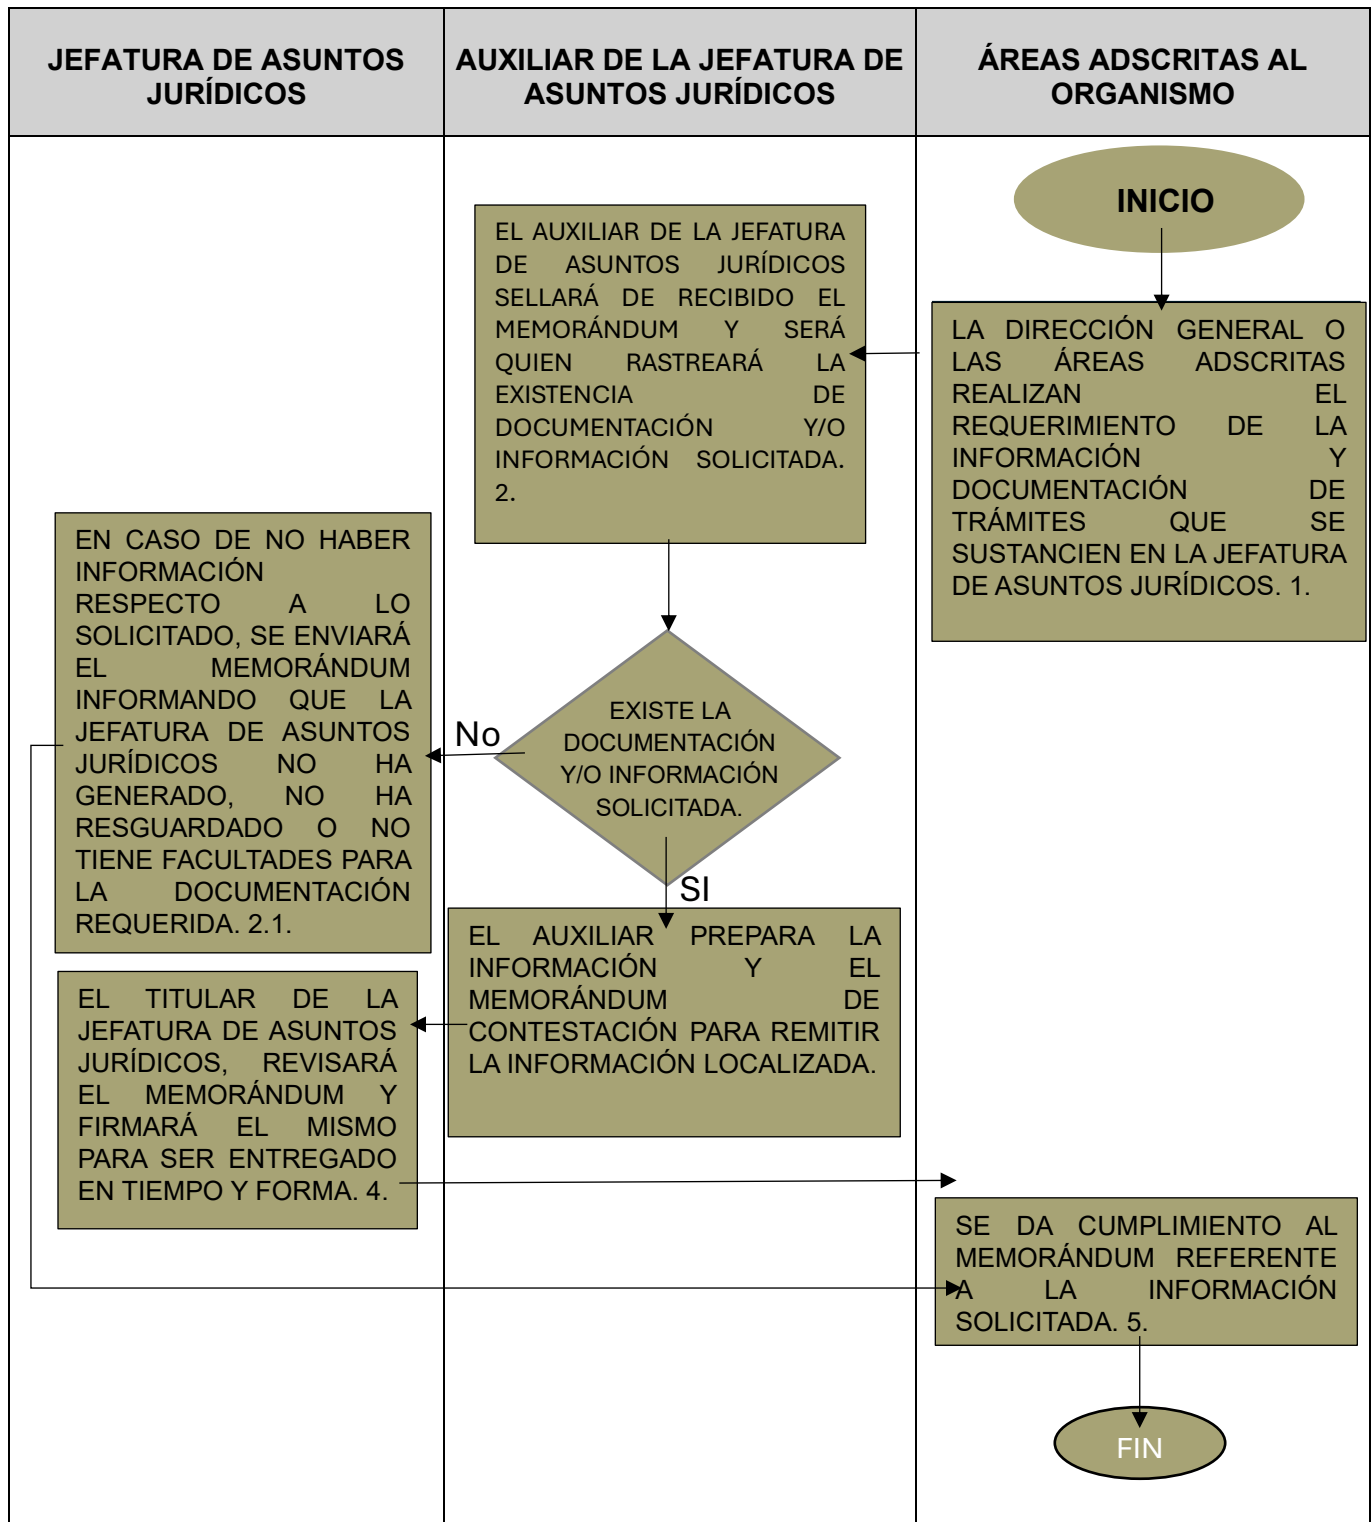 JEFATURA DE ASUNTOS
JURÍDICOS
AUXILIAR DE LA JEFATURA DE
ASUNTOS JURÍDICOS
ÁREAS ADSCRITAS AL
ORGANISMO
INICIO
LA DIRECCIÓN GENERAL O
LAS ÁREAS ADSCRITAS
REALIZAN EL
REQUERIMIENTO DE LA
INFORMACIÓN Y
DOCUMENTACIÓN DE
TRÁMITES QUE SE
SUSTANCIEN EN LA JEFATURA
DE ASUNTOS JURÍDICOS. 1.
EL AUXILIAR DE LA JEFATURA
DE ASUNTOS JURÍDICOS
SELLARÁ DE RECIBIDO EL
MEMORÁNDUM Y SERÁ
QUIEN RASTREARÁ LA
EXISTENCIA DE
DOCUMENTACIÓN Y/O
INFORMACIÓN SOLICITADA.
2.
EXISTE LA
DOCUMENTACIÓN
Y/O INFORMACIÓN
SOLICITADA.
No
EN CASO DE NO HABER
INFORMACIÓN
RESPECTO A LO
SOLICITADO, SE ENVIARÁ
EL MEMORÁNDUM
INFORMANDO QUE LA
JEFATURA DE ASUNTOS
JURÍDICOS NO HA
GENERADO, NO HA
RESGUARDADO O NO
TIENE FACULTADES PARA
LA DOCUMENTACIÓN
REQUERIDA. 2.1.
SI
EL AUXILIAR PREPARA LA
INFORMACIÓN Y EL
MEMORÁNDUM DE
CONTESTACIÓN PARA REMITIR
LA INFORMACIÓN LOCALIZADA.
EL TITULAR DE LA
JEFATURA DE ASUNTOS
JURÍDICOS, REVISARÁ
EL MEMORÁNDUM Y
FIRMARÁ EL MISMO
PARA SER ENTREGADO
EN TIEMPO Y FORMA. 4.
SE DA CUMPLIMIENTO AL
MEMORÁNDUM REFERENTE
A LA INFORMACIÓN
SOLICITADA. 5.
FIN